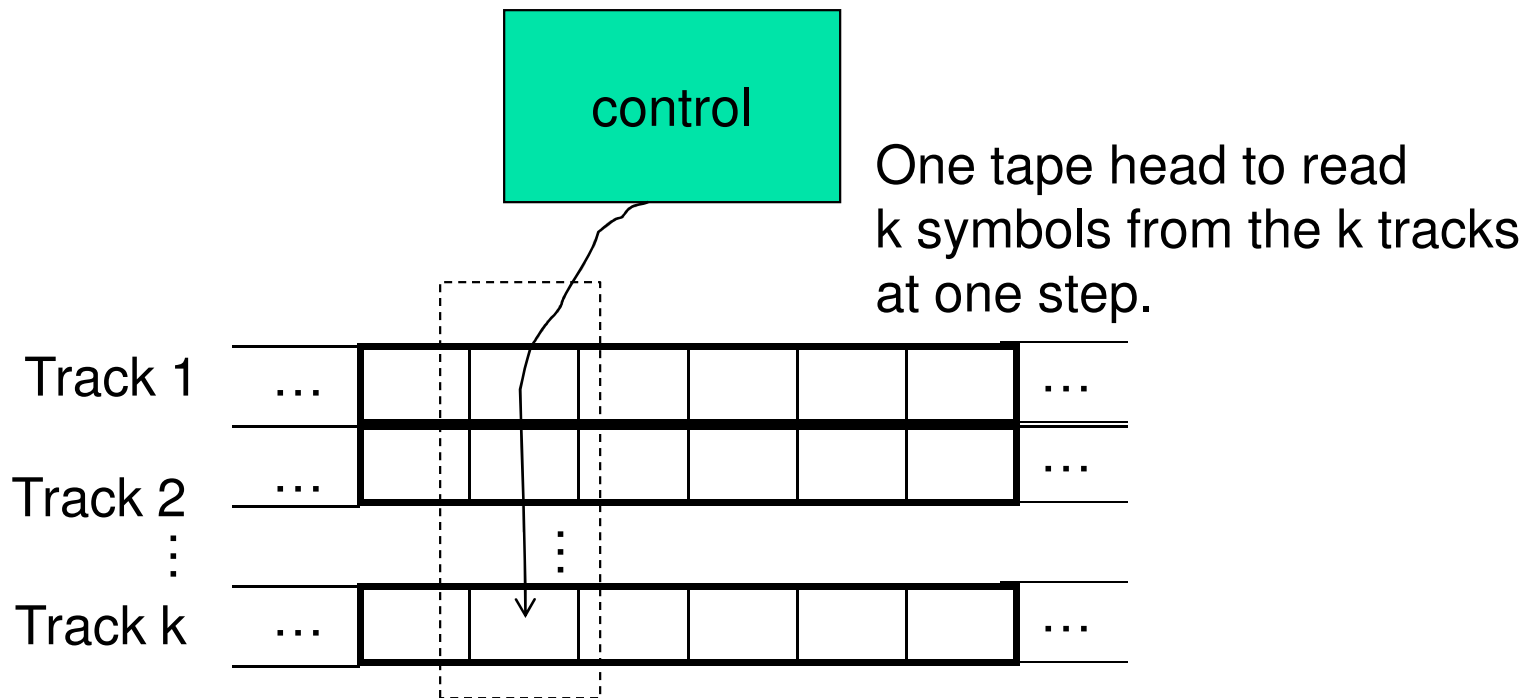 control
One tape head to read
k symbols from the k tracks
at one step.
Track 1 … …
… …
Track 2
⋮ ⋮
Track k … …